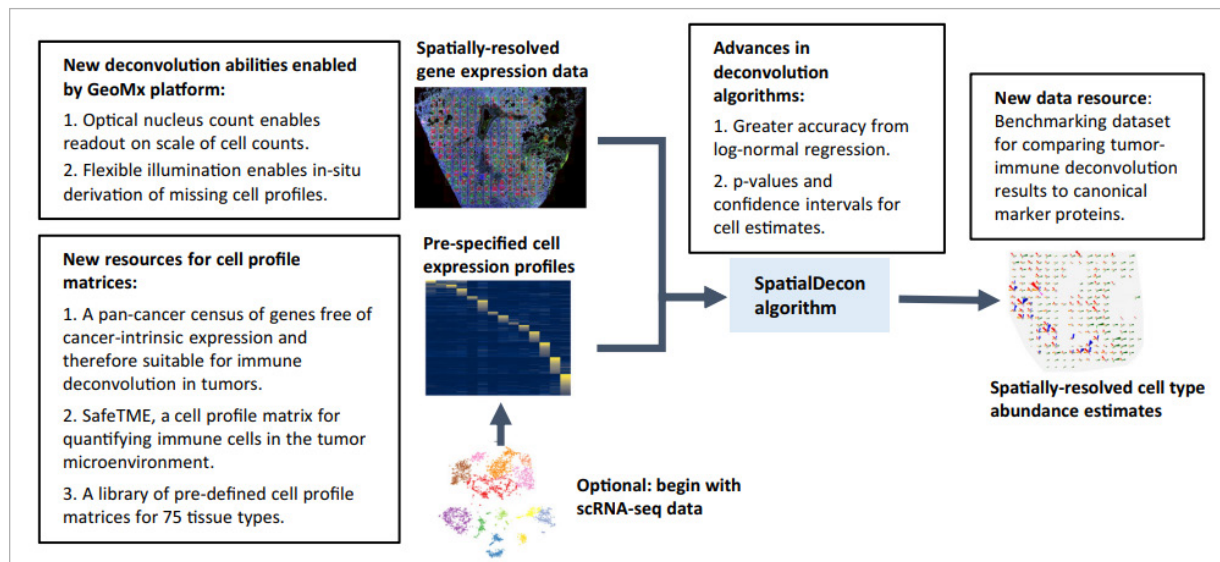 New deconvolution abilities enabled
by GeoMx platform:
1. Optical nucleus count enables
readout on scale of cell counts.
2. Flexible illumination enables in-situ
derivation of missing cell profiles.
New resources for cell profile
matrices:
1. A pan-cancer census of genes free of
cancer-intrinsic expression and
therefore suitable for immune
deconvolution in tumors.
2. SafeTME, a cell profile matrix for
quantifying immune cells in the tumor
microenvironment.
3. A library of pre-defined cell profile
matrices for 75 tissue types.
Spatially-resolved
gene expression data
Pre-specified cell
expression profiles
Optional: begin with
scRNA-seq data
Advances in
deconvolution
algorithms:
1. Greater accuracy from
log-normal regression.
2. p-values and
confidence intervals for
cell estimates.
SpatialDecon
algorithm
New data resource:
Benchmarking dataset
for comparing tumor-
immune deconvolution
results to canonical
marker proteins.
Spatially-resolved cell type
abundance estimates